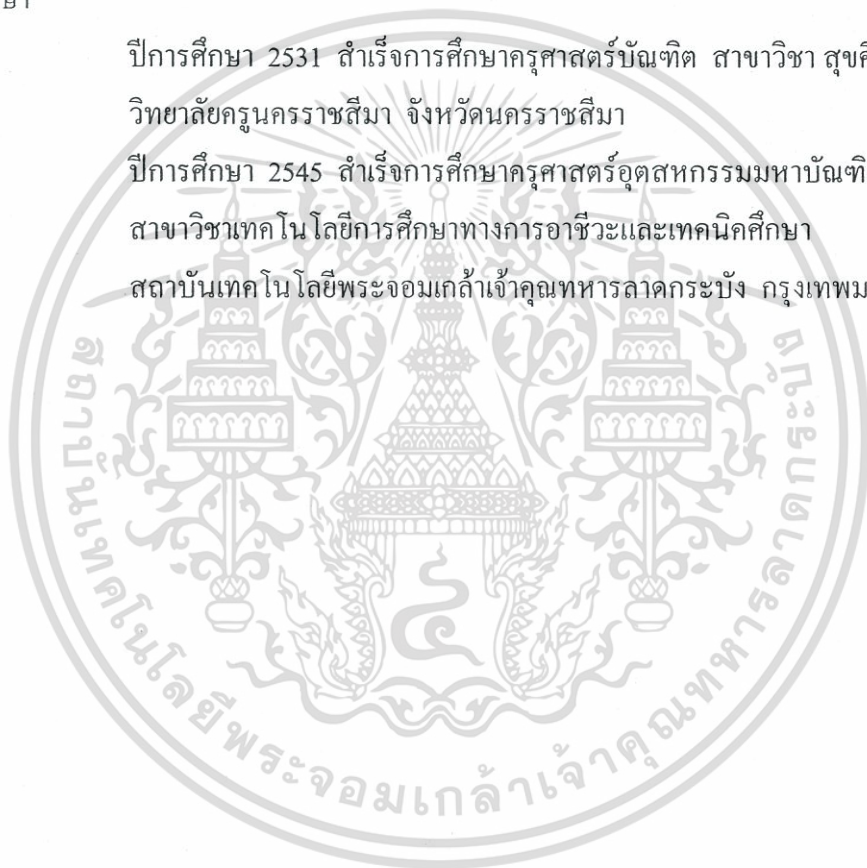 ปีการศึกษา 2531 สำเร็จการศึกษาครุศาสตร์บัณฑิต สาขาวิชา
วิทยาลัยครูนครราชสีมา จังหวัดนครราชสีมา
ปีการศึกษา 2545 สำเร็จการศึกษาครุศาสตร์อุตสหกรรมมหาบัณฑิ
สาขาวิชาเทคโนโลยีการศึกษาทางการอาชีวะและเทคนิคศึกษา
สถาบันเทคโนโลยีพระจอมเกล้าเจ้าคุณทหารลาดกระบัง กรุงเทพม
สถาบันเทคโนโลยีพระจอมเกล้าเจ้าคุณทหารลาดกระบัง